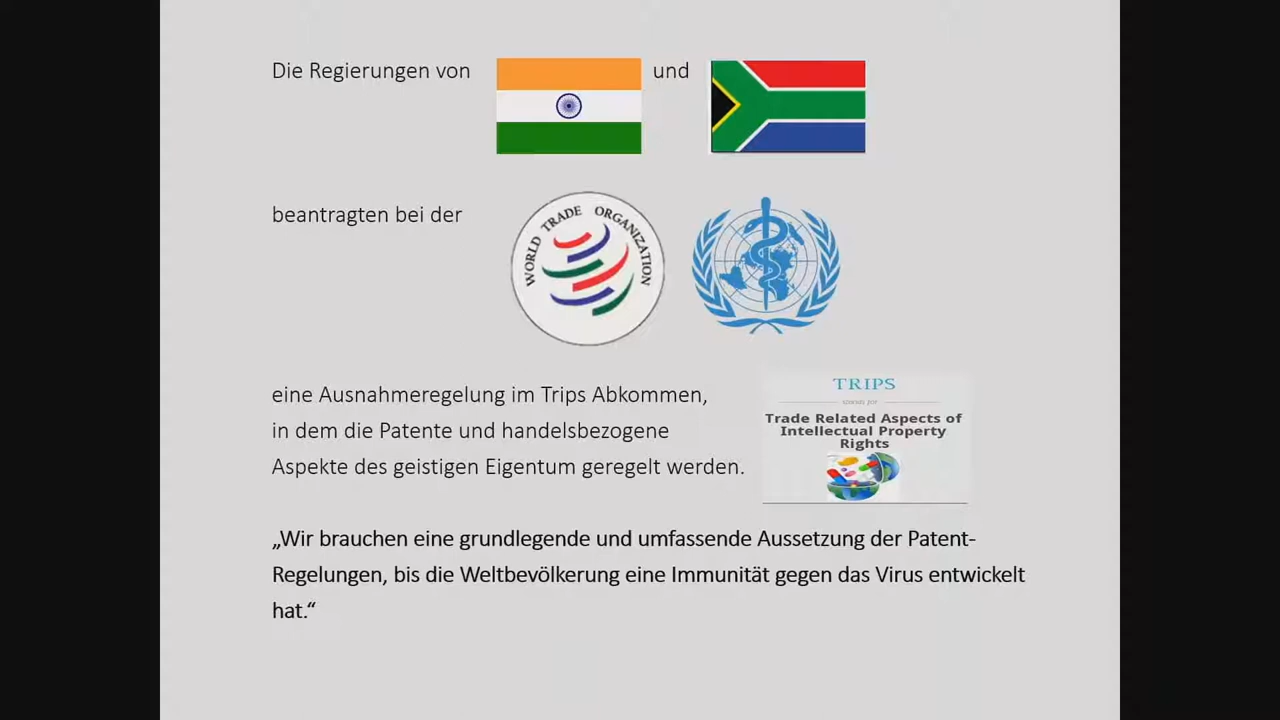 Die Regierungen von und
beantragten bei der
WORLD TRADE ORGANIZATION
eine Ausnahmeregelung im Trips Abkommen,
in dem die Patente und handelsbezogene
Aspekte des geistigen Eigentum geregelt werden.
TRIPS
Trade Related Aspects of
Intellectual Property
Rights
„Wir brauchen eine grundlegende und umfassende Aussetzung der Patent-
Regelungen, bis die Weltbevölkerung eine Immunität gegen das Virus entwickelt
hat.“